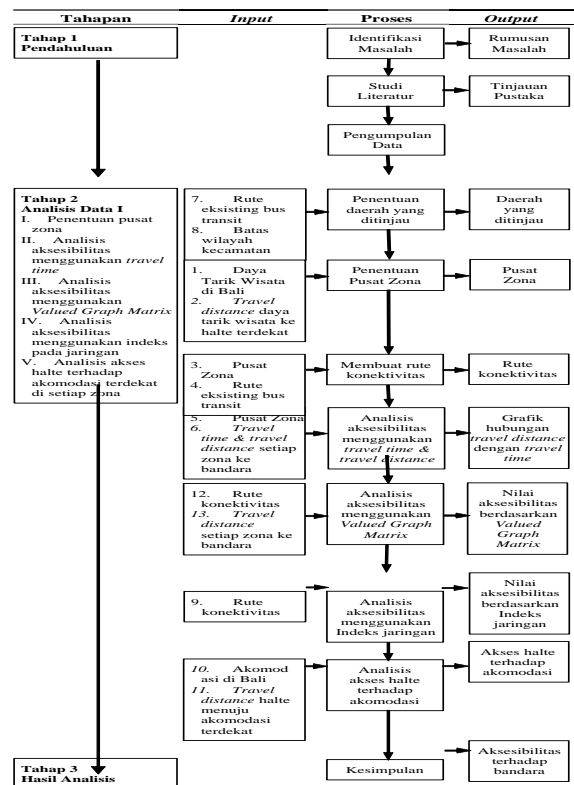 Tahapan Input Proses Output
Tahap 1
Pendahuluan
Identifikasi
Masalah
Rumusan
Masalah
Studi
Literatur
Tinjauan
Pustaka
Pengumpulan
Data
Tahap 2
Analisis Data I
I. Penentuan pusat
zona
II. Analisis
aksesibilitas
menggunakan travel
time
III. Analisis
aksesibilitas
menggunakan
Valued Graph Matrix
IV. Analisis
aksesibilitas
menggunakan indeks
pada jaringan
V. Analisis akses
halte terhadap
akomodasi terdekat
di setiap zona
7. Rute
eksisting bus
transit
8. Batas
wilayah
kecamatan
Penentuan
daerah yang
ditinjau
Daerah
yang
ditinjau
1. Daya
Tarik Wisata
di Bali
2. Travel
distance daya
tarik wisata ke
halte terdekat
Penentuan
Pusat Zona
Pusat
Zona
3. Pusat
Zona
4. Rute
eksisting bus
transit
Membuat rute
konektivitas
Rute
konektivitas
5. Pusat Zona
6. Travel
time & travel
distance setiap
zona ke
bandara
Analisis
aksesibilitas
menggunakan
travel time &
travel distance
Grafik
hubungan
travel distance
dengan travel
time
12. Rute
konektivitas
13. Travel
distance
setiap zona ke
bandara
Analisis
aksesibilitas
menggunakan
Valued Graph
Matrix
Nilai
aksesibilitas
berdasarkan
Valued
Graph
Matrix
9. Rute
konektivitas
Analisis
aksesibilitas
menggunakan
Indeks jaringan
Nilai
aksesibilitas
berdasarkan
Indeks
jaringan
10. Akomod
asi di Bali
11. Travel
distance halte
menuju
akomodasi
terdekat
Analisis
akses halte
terhadap
akomodasi
Akses halte
terhadap
akomodasi
Tahap 3
Hasil Analisis
Kesimpulan
Aksesibilitas
terhadap
bandara